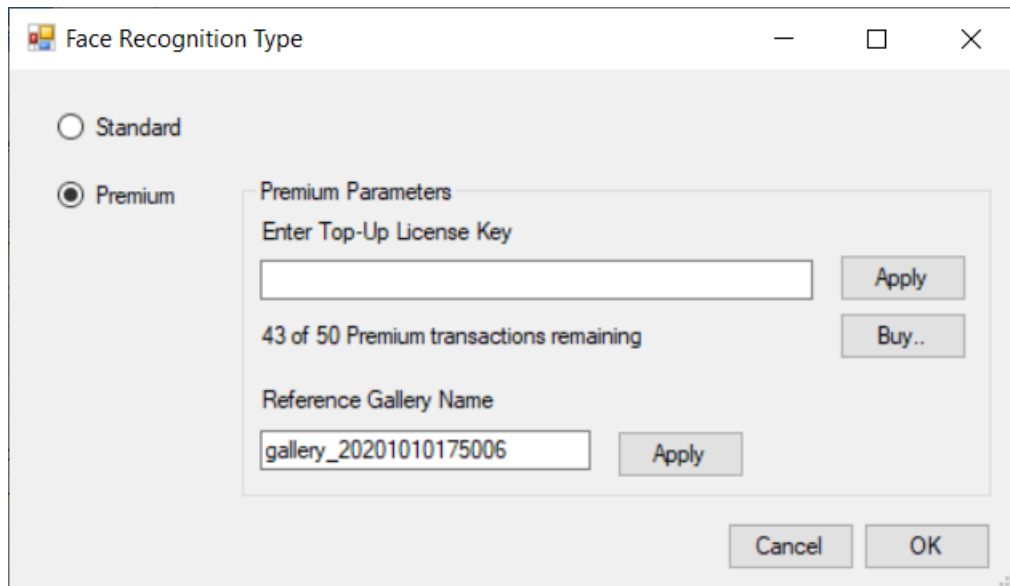 Face Recognition Type
Standard
Premium
Premium Parameters
Enter Top-Up License Key
Apply
43 of 50 Premium transactions remaining
Buy..
Reference Gallery Name
gallery_20201010175006
Apply
Cancel
OK